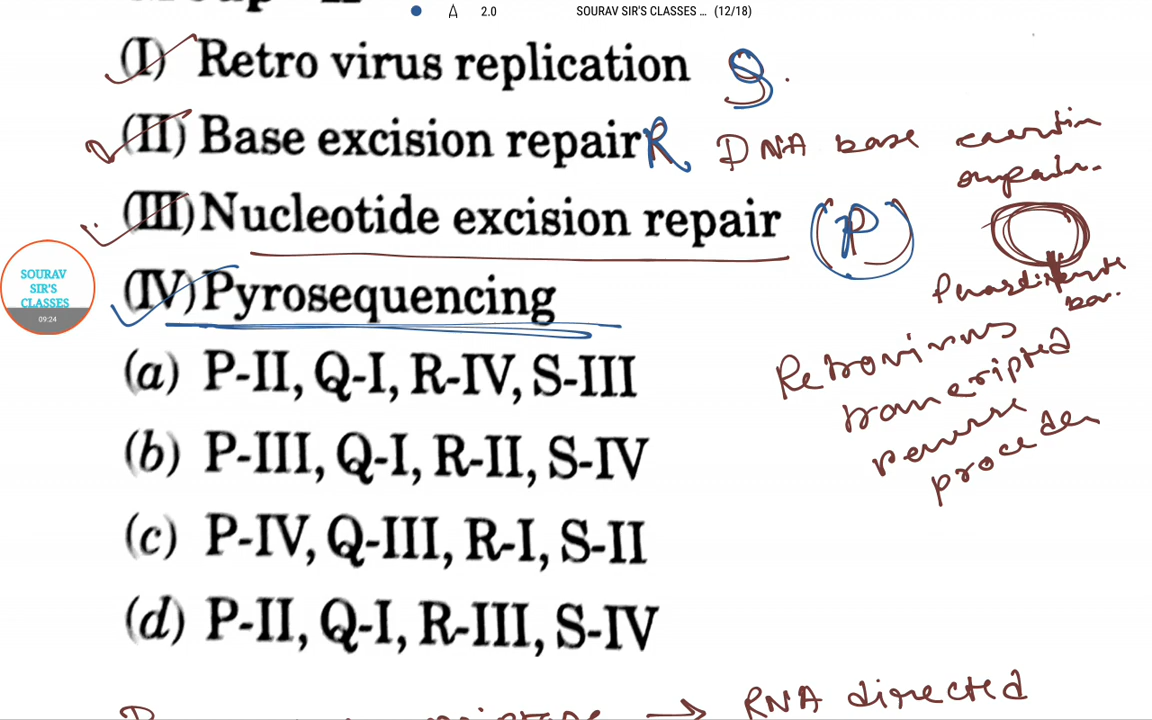 2.0 SOURAV SIR'S CLASSES ... (12/18)
(I) Retro virus replication S
(II) Base excision repair R DNA base
(III) Nucleotide excision repair (P)
SOURAV
SIR'S
CLASSES
09:24
(IV) Pyrosequencing
(a) P-II, Q-I, R-IV, S-III
(b) P-III, Q-I, R-II, S-IV
(c) P-IV, Q-III, R-I, S-II
(d) P-II, Q-I, R-III, S-IV
Retrovirus
→ RNA directed